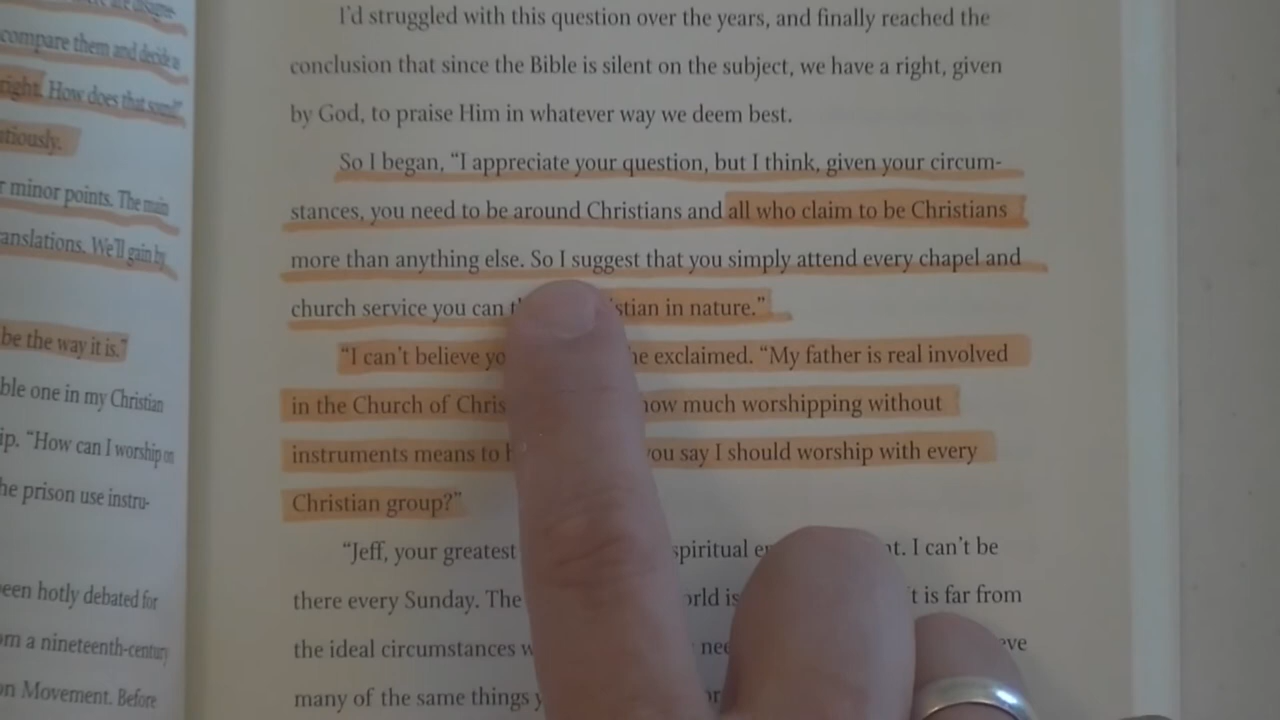 compare them and decide a
right. How does that sound?"
tiously.
r minor points. The main
anslations. We'll gain by
be the way it is."
ble one in my Christian
ip. "How can I worship on
he prison use instru-
een hotly debated for
om a nineteenth-century
on Movement. Before
I'd struggled with this question over the years, and finally reached the
conclusion that since the Bible is silent on the subject, we have a right, given
by God, to praise Him in whatever way we deem best.
So I began, "I appreciate your question, but I think, given your circum-
stances, you need to be around Christians and all who claim to be Christians
more than anything else. So I suggest that you simply attend every chapel and
church service you can stian in nature."
"I can't believe exclaimed. "My father is real involved
in the Church of how much worshipping without
instruments means to you say I should worship with every
Christian group?"
"Jeff, your greatest spiritual I can't be
there every Sunday. The is far from
the ideal circumstances
many of the same things